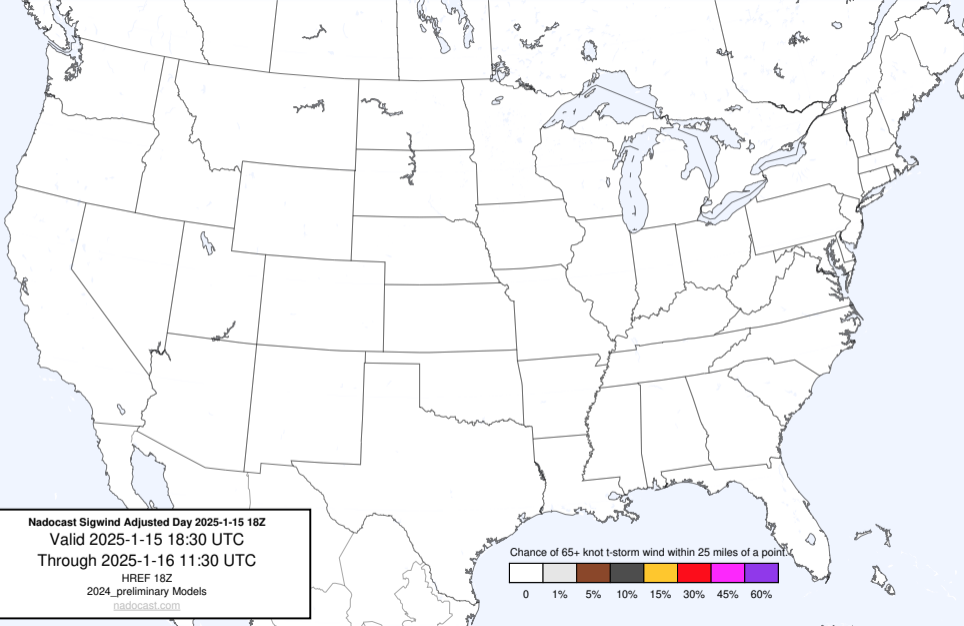 Nadocast Sigwind Adjusted Day 2025-1-15 18Z
Valid 2025-1-15 18:30 UTC
Through 2025-1-16 11:30 UTC
HREF 18Z
2024_preliminary Models
nadocast.com
Chance of 65+ knot t-storm wind within 25 miles of a point.
0 1% 5% 10% 15% 30% 45% 60%